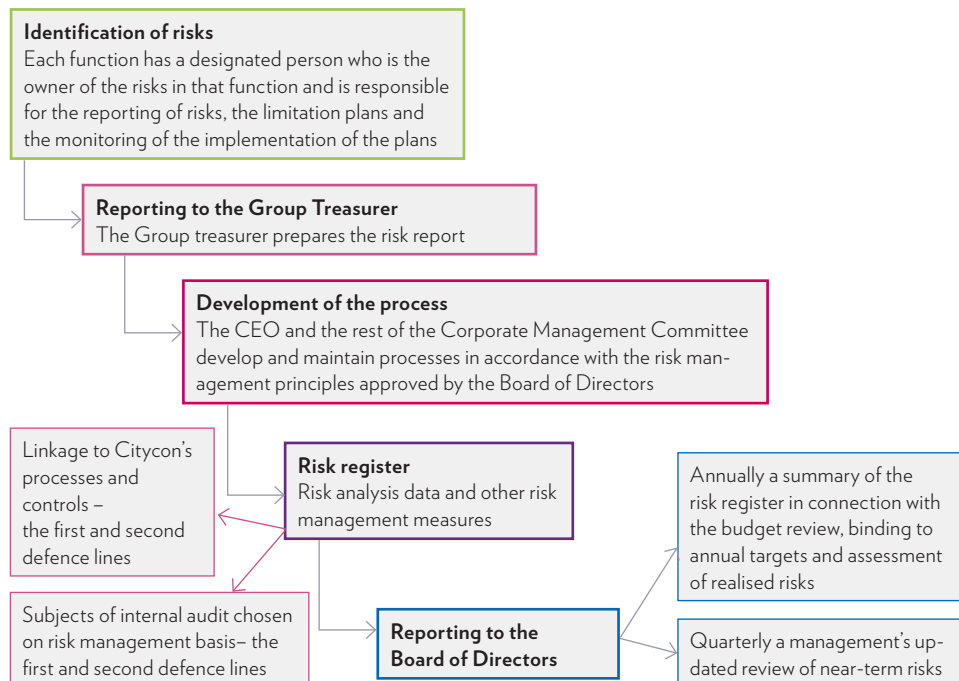 Identification of risks
Each function has a designated person who is the
owner of the risks in that function and is responsible
for the reporting of risks, the limitation plans and
the monitoring of the implementation of the plans
Reporting to the Group Treasurer
The Group treasurer prepares the risk report
Development of the process
The CEO and the rest of the Corporate Management Committee
develop and maintain processes in accordance with the risk man-
agement principles approved by the Board of Directors
Linkage to Citycon’s
processes and
controls –
the first and second
defence lines
Risk register
Risk analysis data and other risk
management measures
Annually a summary of the
risk register in connection with
the budget review, binding to
annual targets and assessment
of realised risks
Subjects of internal audit chosen
on risk management basis– the
first and second defence lines
Reporting to the
Board of Directors
Quarterly a management’s up-
dated review of near-term risks